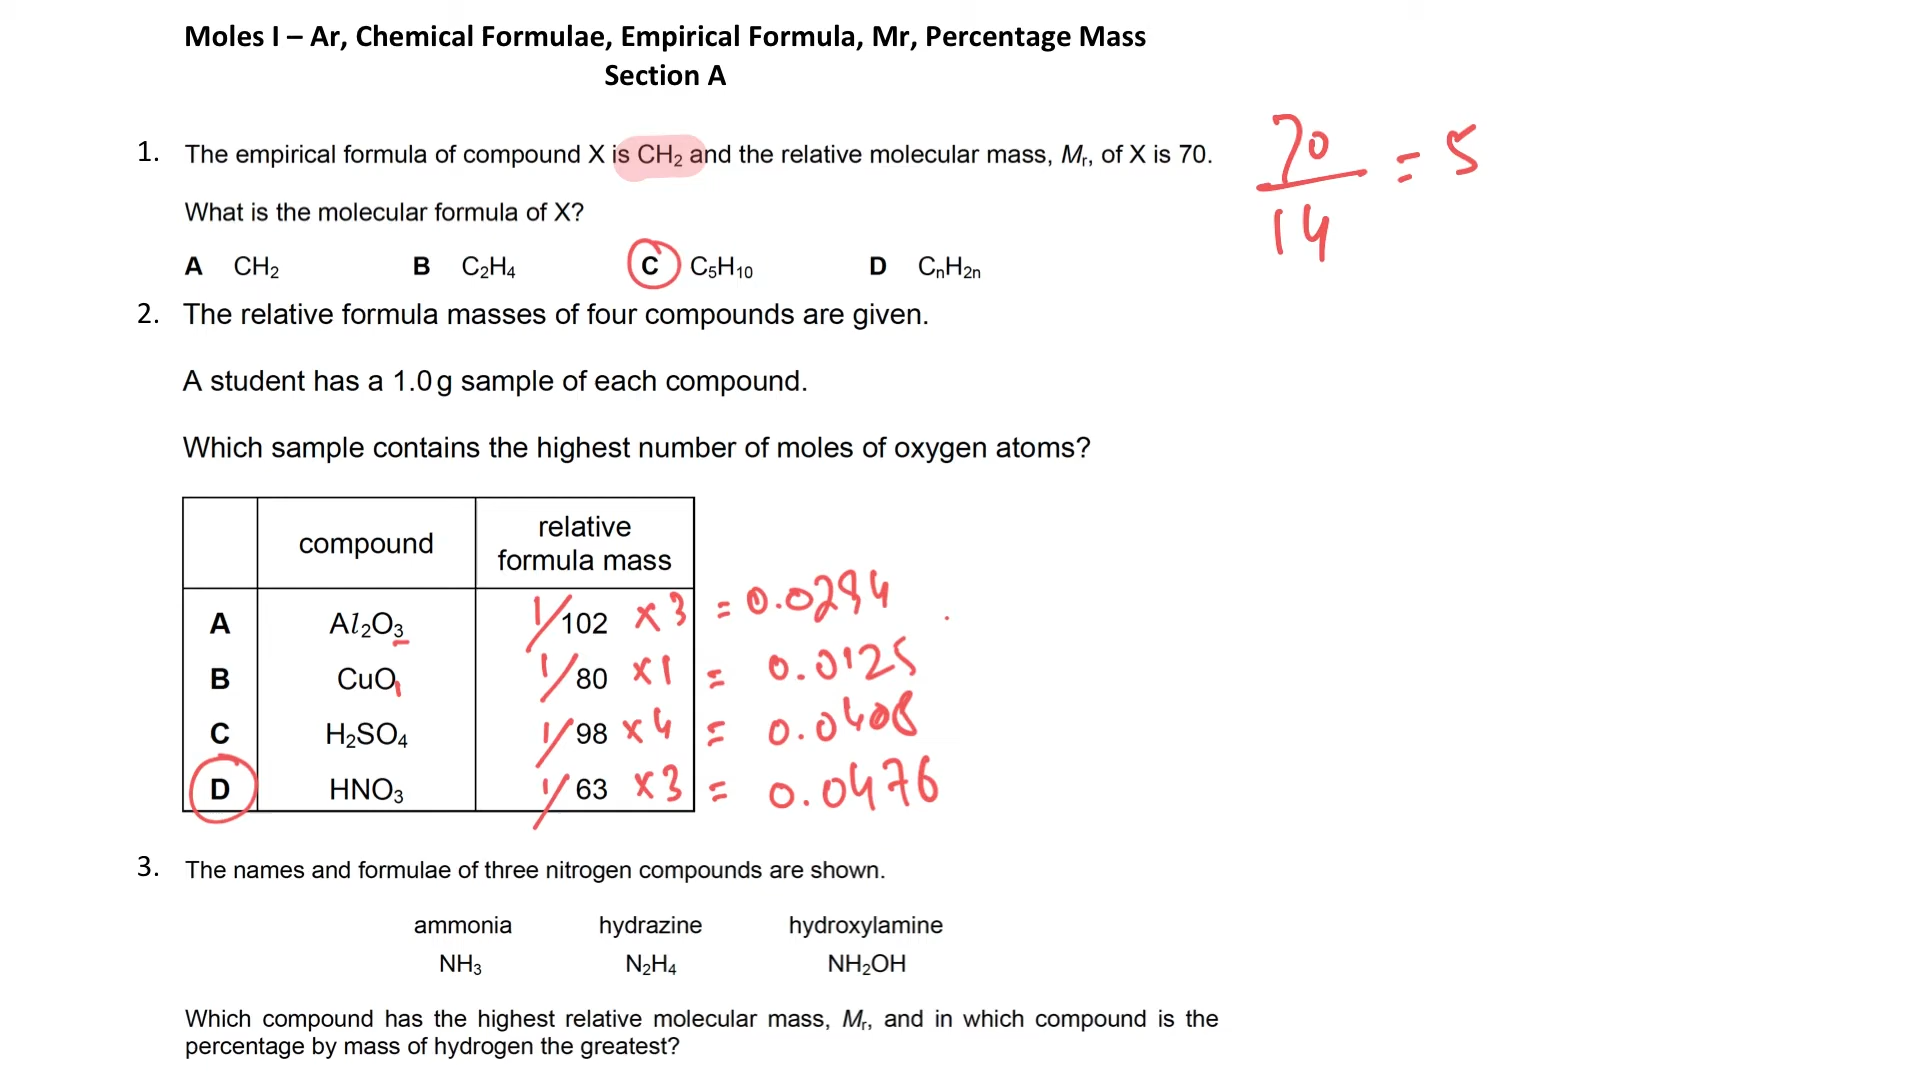 Moles I – Ar, Chemical Formulae, Empirical Formula, Mr, Percentage Mass
Section A
1. The empirical formula of compound X is CH₂ and the relative molecular mass, Mᵣ, of X is 70.
70/14 = 5
What is the molecular formula of X?
A CH₂ B C₂H₄ C C₅H₁₀ D CₙH₂ₙ
2. The relative formula masses of four compounds are given.
A student has a 1.0 g sample of each compound.
Which sample contains the highest number of moles of oxygen atoms?
compound relative formula mass
A Al₂O₃ 1/102 × 3 = 0.0294
B CuO₁ 1/80 × 1 = 0.0125
C H₂SO₄ 1/98 × 4 = 0.0408
D HNO₃ 1/63 × 3 = 0.0476
3. The names and formulae of three nitrogen compounds are shown.
ammonia hydrazine hydroxylamine
NH₃ N₂H₄ NH₂OH
Which compound has the highest relative molecular mass, Mᵣ, and in which compound is the
percentage by mass of hydrogen the greatest?